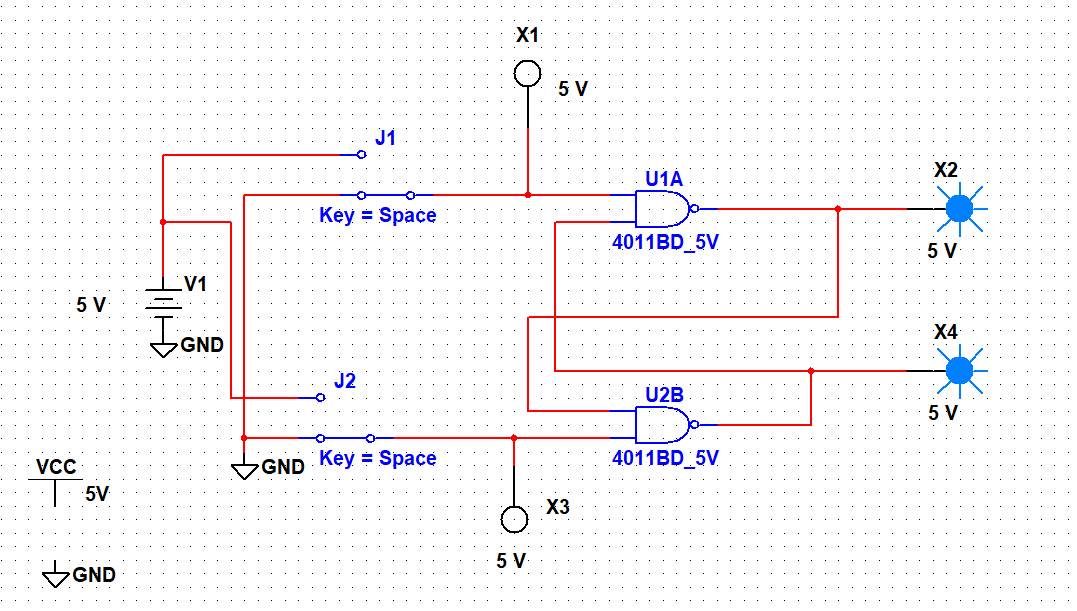 X1
5 V
J1
Key = Space
U1A
4011BD_5V
X2
5 V
V1
5 V
GND
X4
5 V
J2
Key = Space
U2B
4011BD_5V
GND
VCC
5V
X3
5 V
GND